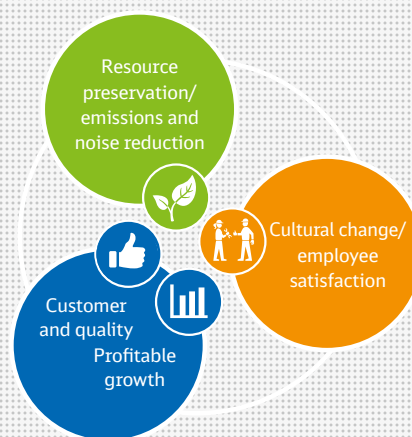 Resource
preservation/
emissions and
noise reduction
Cultural change/
employee
satisfaction
Customer
and quality
Profitable
growth